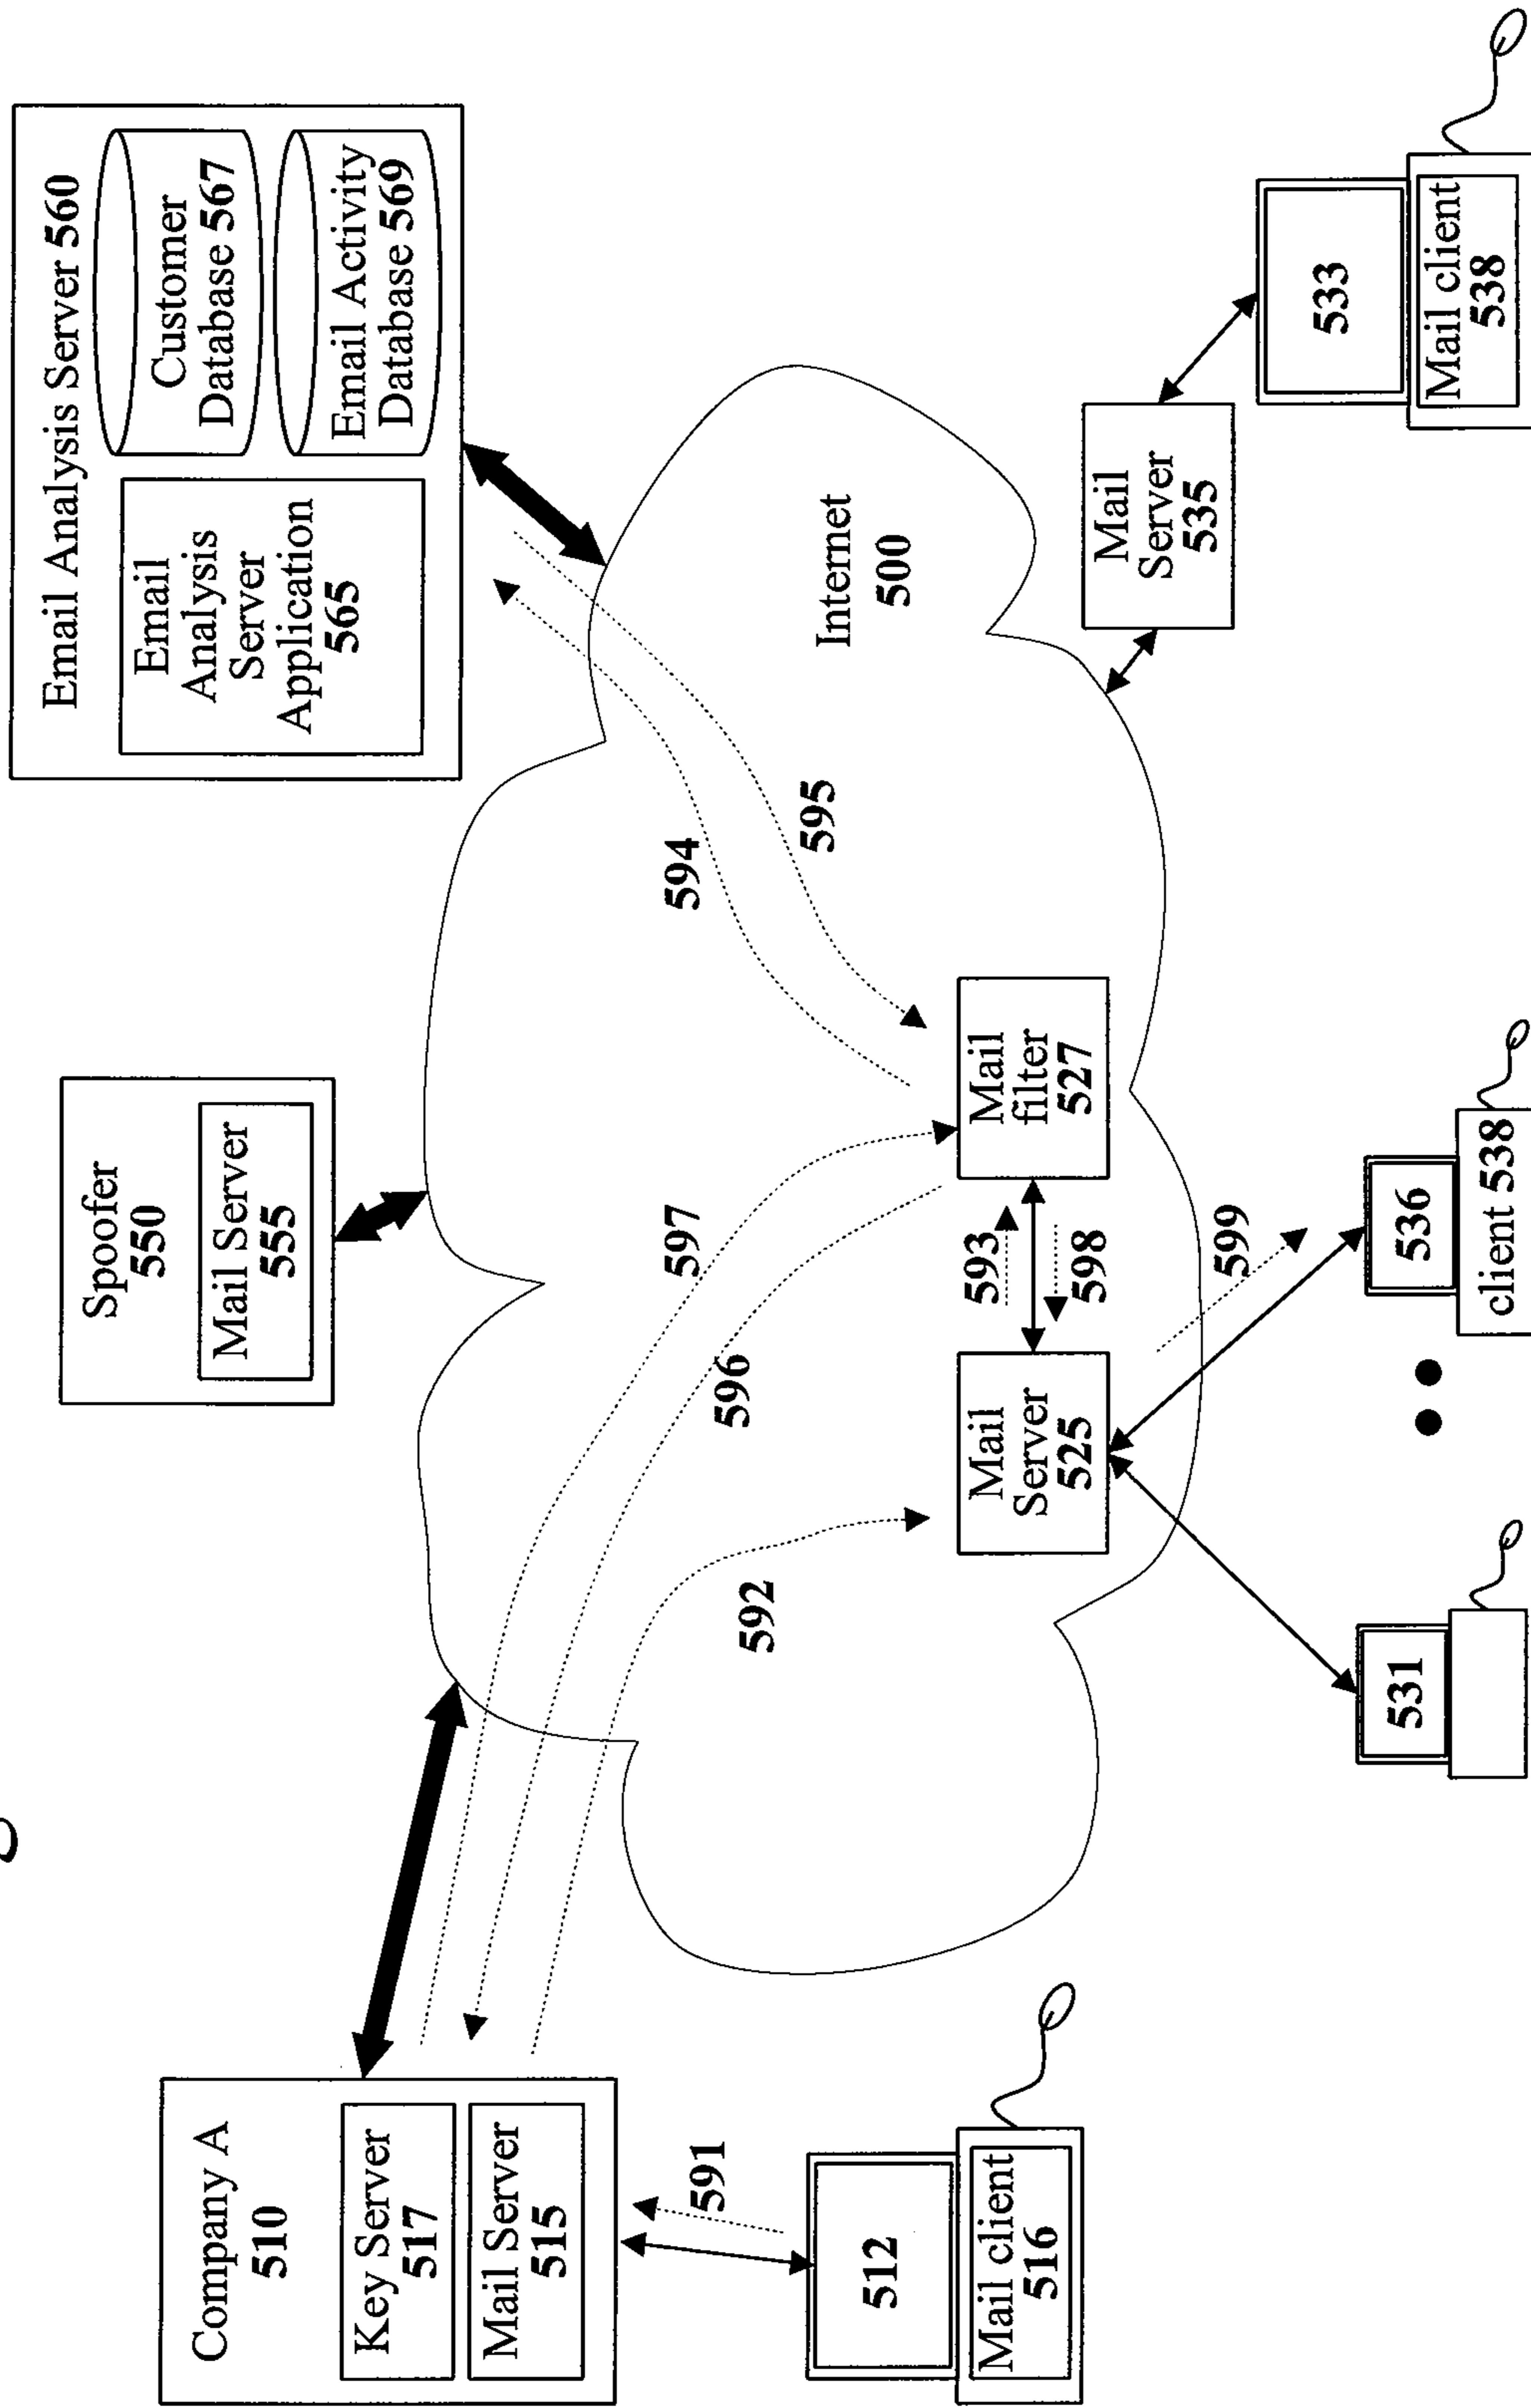 Company A
510
Key Server
517
Mail Server
515
591
512
Mail client
516
Spoofer
550
Mail Server
555
Email Analysis Server 560
Email
Analysis
Server
Application
565
Customer
Database 567
Email Activity
Database 569
Internet
500
597
596
592
594
595
Mail
Server
525
593
598
Mail
filter
527
599
531
536
client 538
Mail
Server
535
533
Mail client
538